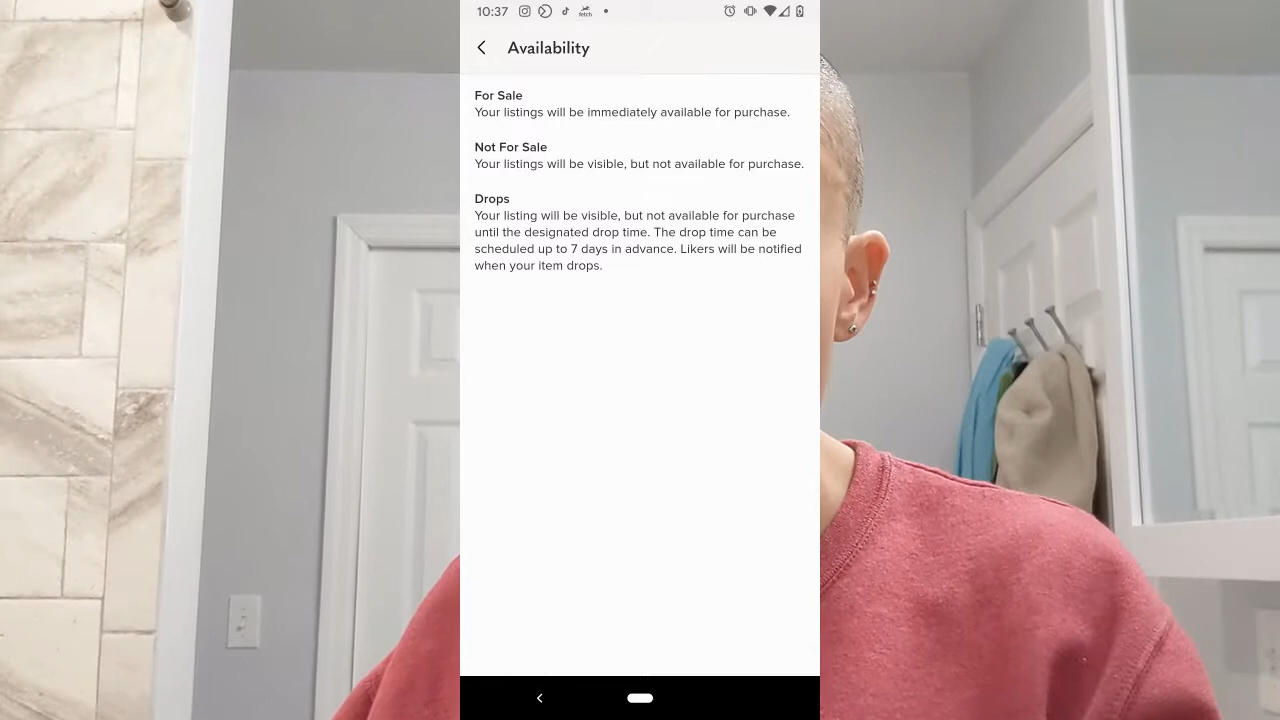 10:37
fetch
Availability
For Sale
Your listings will be immediately available for purchase.
Not For Sale
Your listings will be visible, but not available for purchase.
Drops
Your listing will be visible, but not available for purchase
until the designated drop time. The drop time can be
scheduled up to 7 days in advance. Likers will be notified
when your item drops.